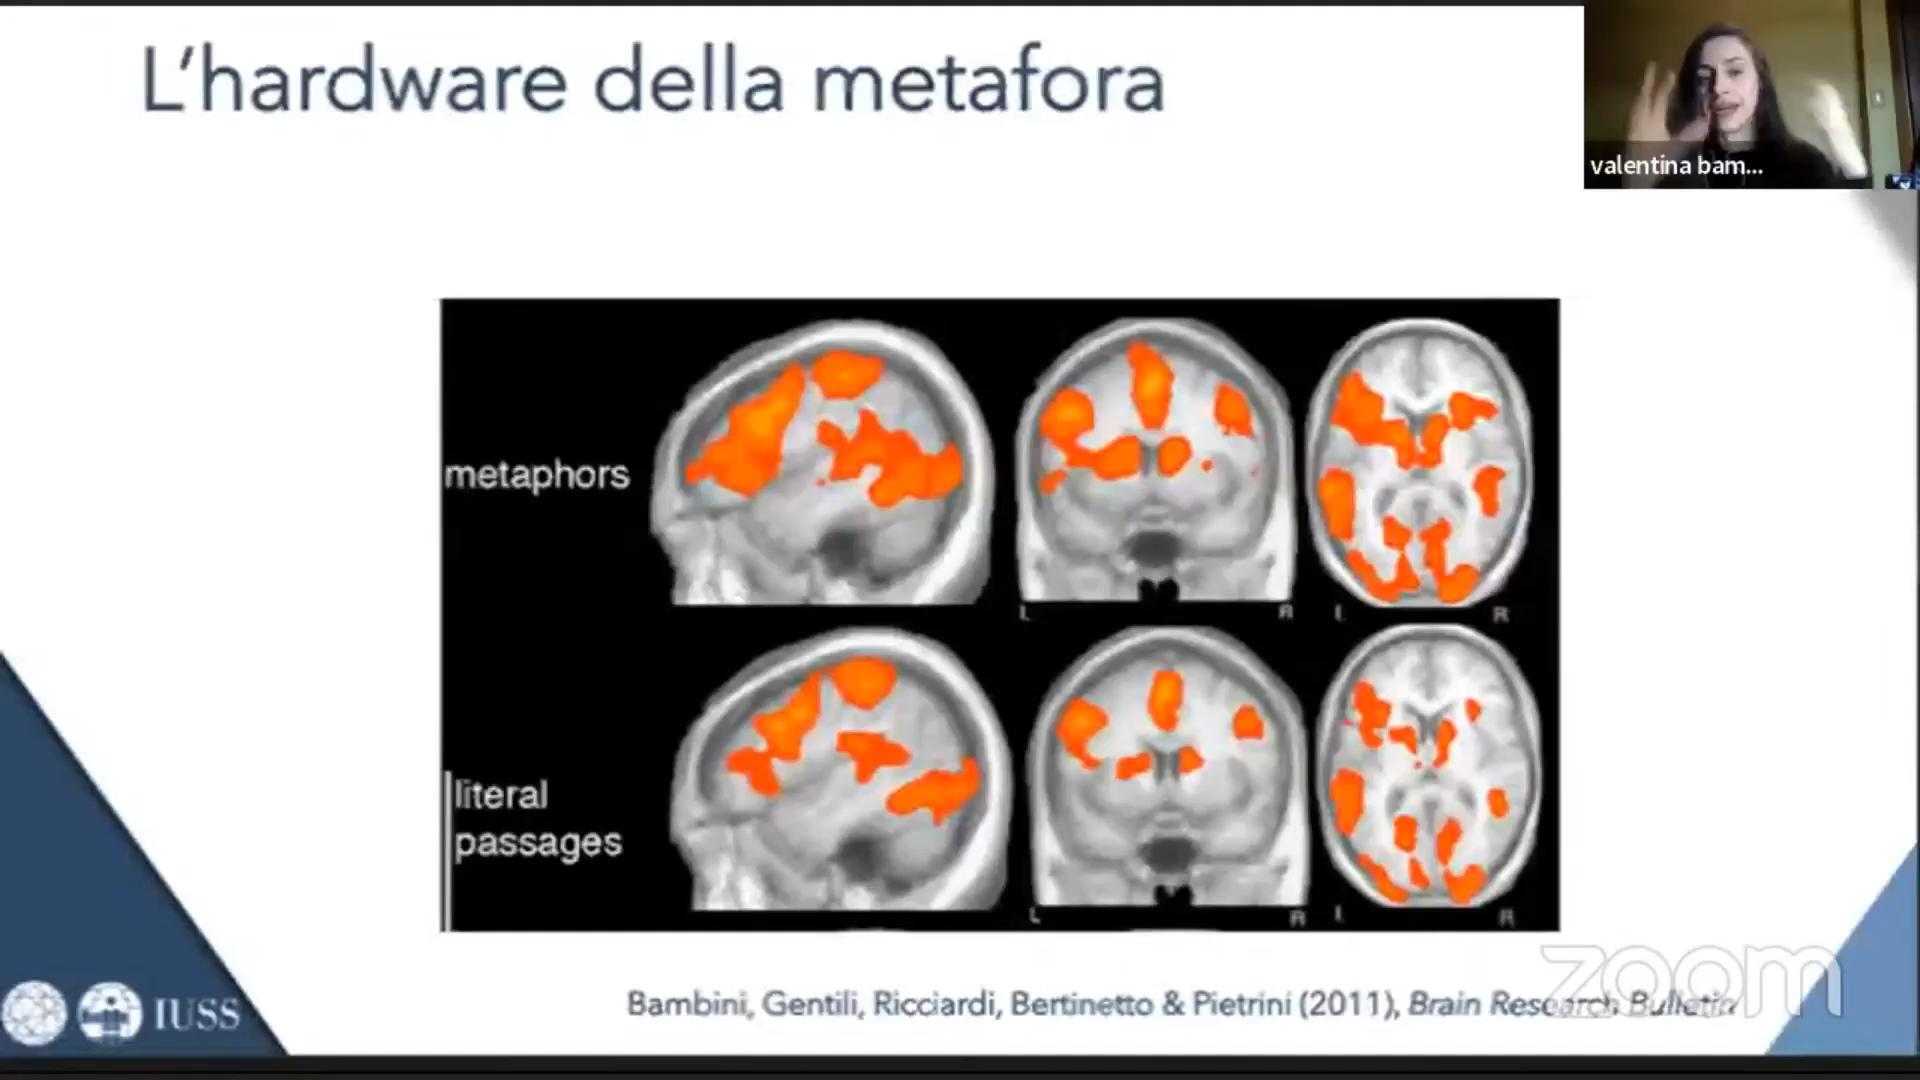 L'hardware della metafora
valentina bam...
metaphors
L R L R
literal
passages
L R L R
IUSS
Bambini, Gentili, Ricciardi, Bertinetto & Pietrini (2011), Brain Research Bulletin
zoom